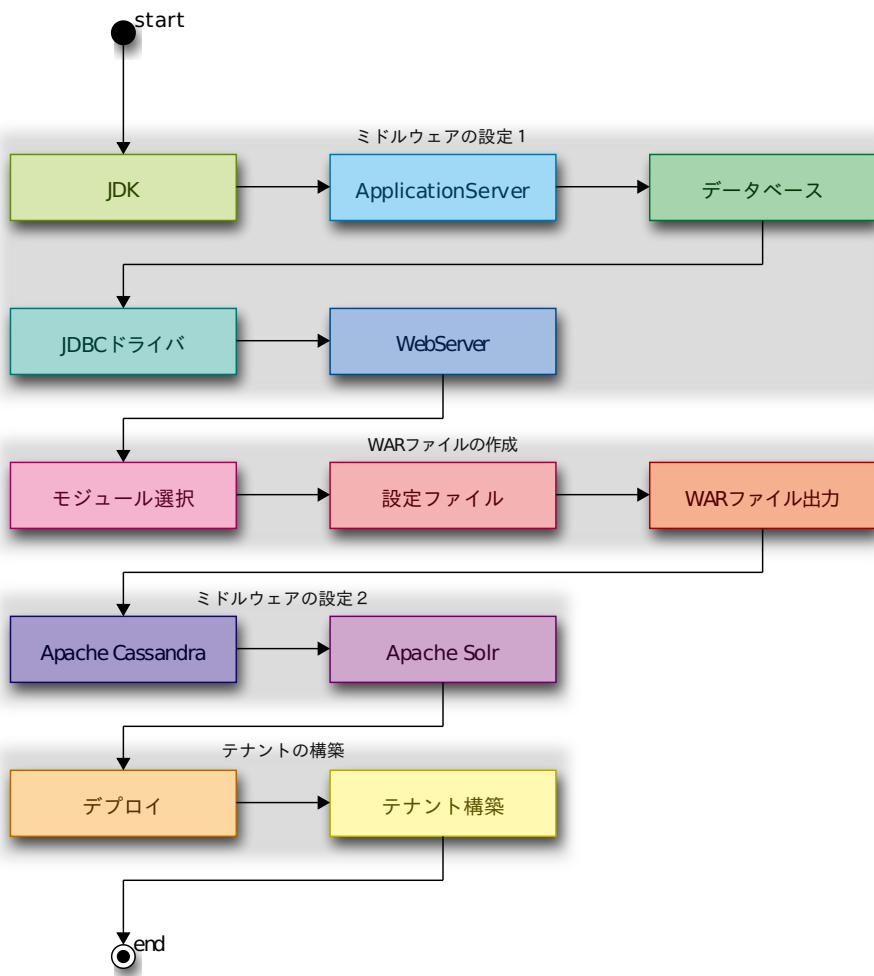 start
ミドルウェアの設定１
JDK
ApplicationServer
データベース
JDBCドライバ
WebServer
WARファイルの作成
モジュール選択
設定ファイル
WARファイル出力
ミドルウェアの設定２
Apache Cassandra
Apache Solr
テナントの構築
デプロイ
テナント構築
end